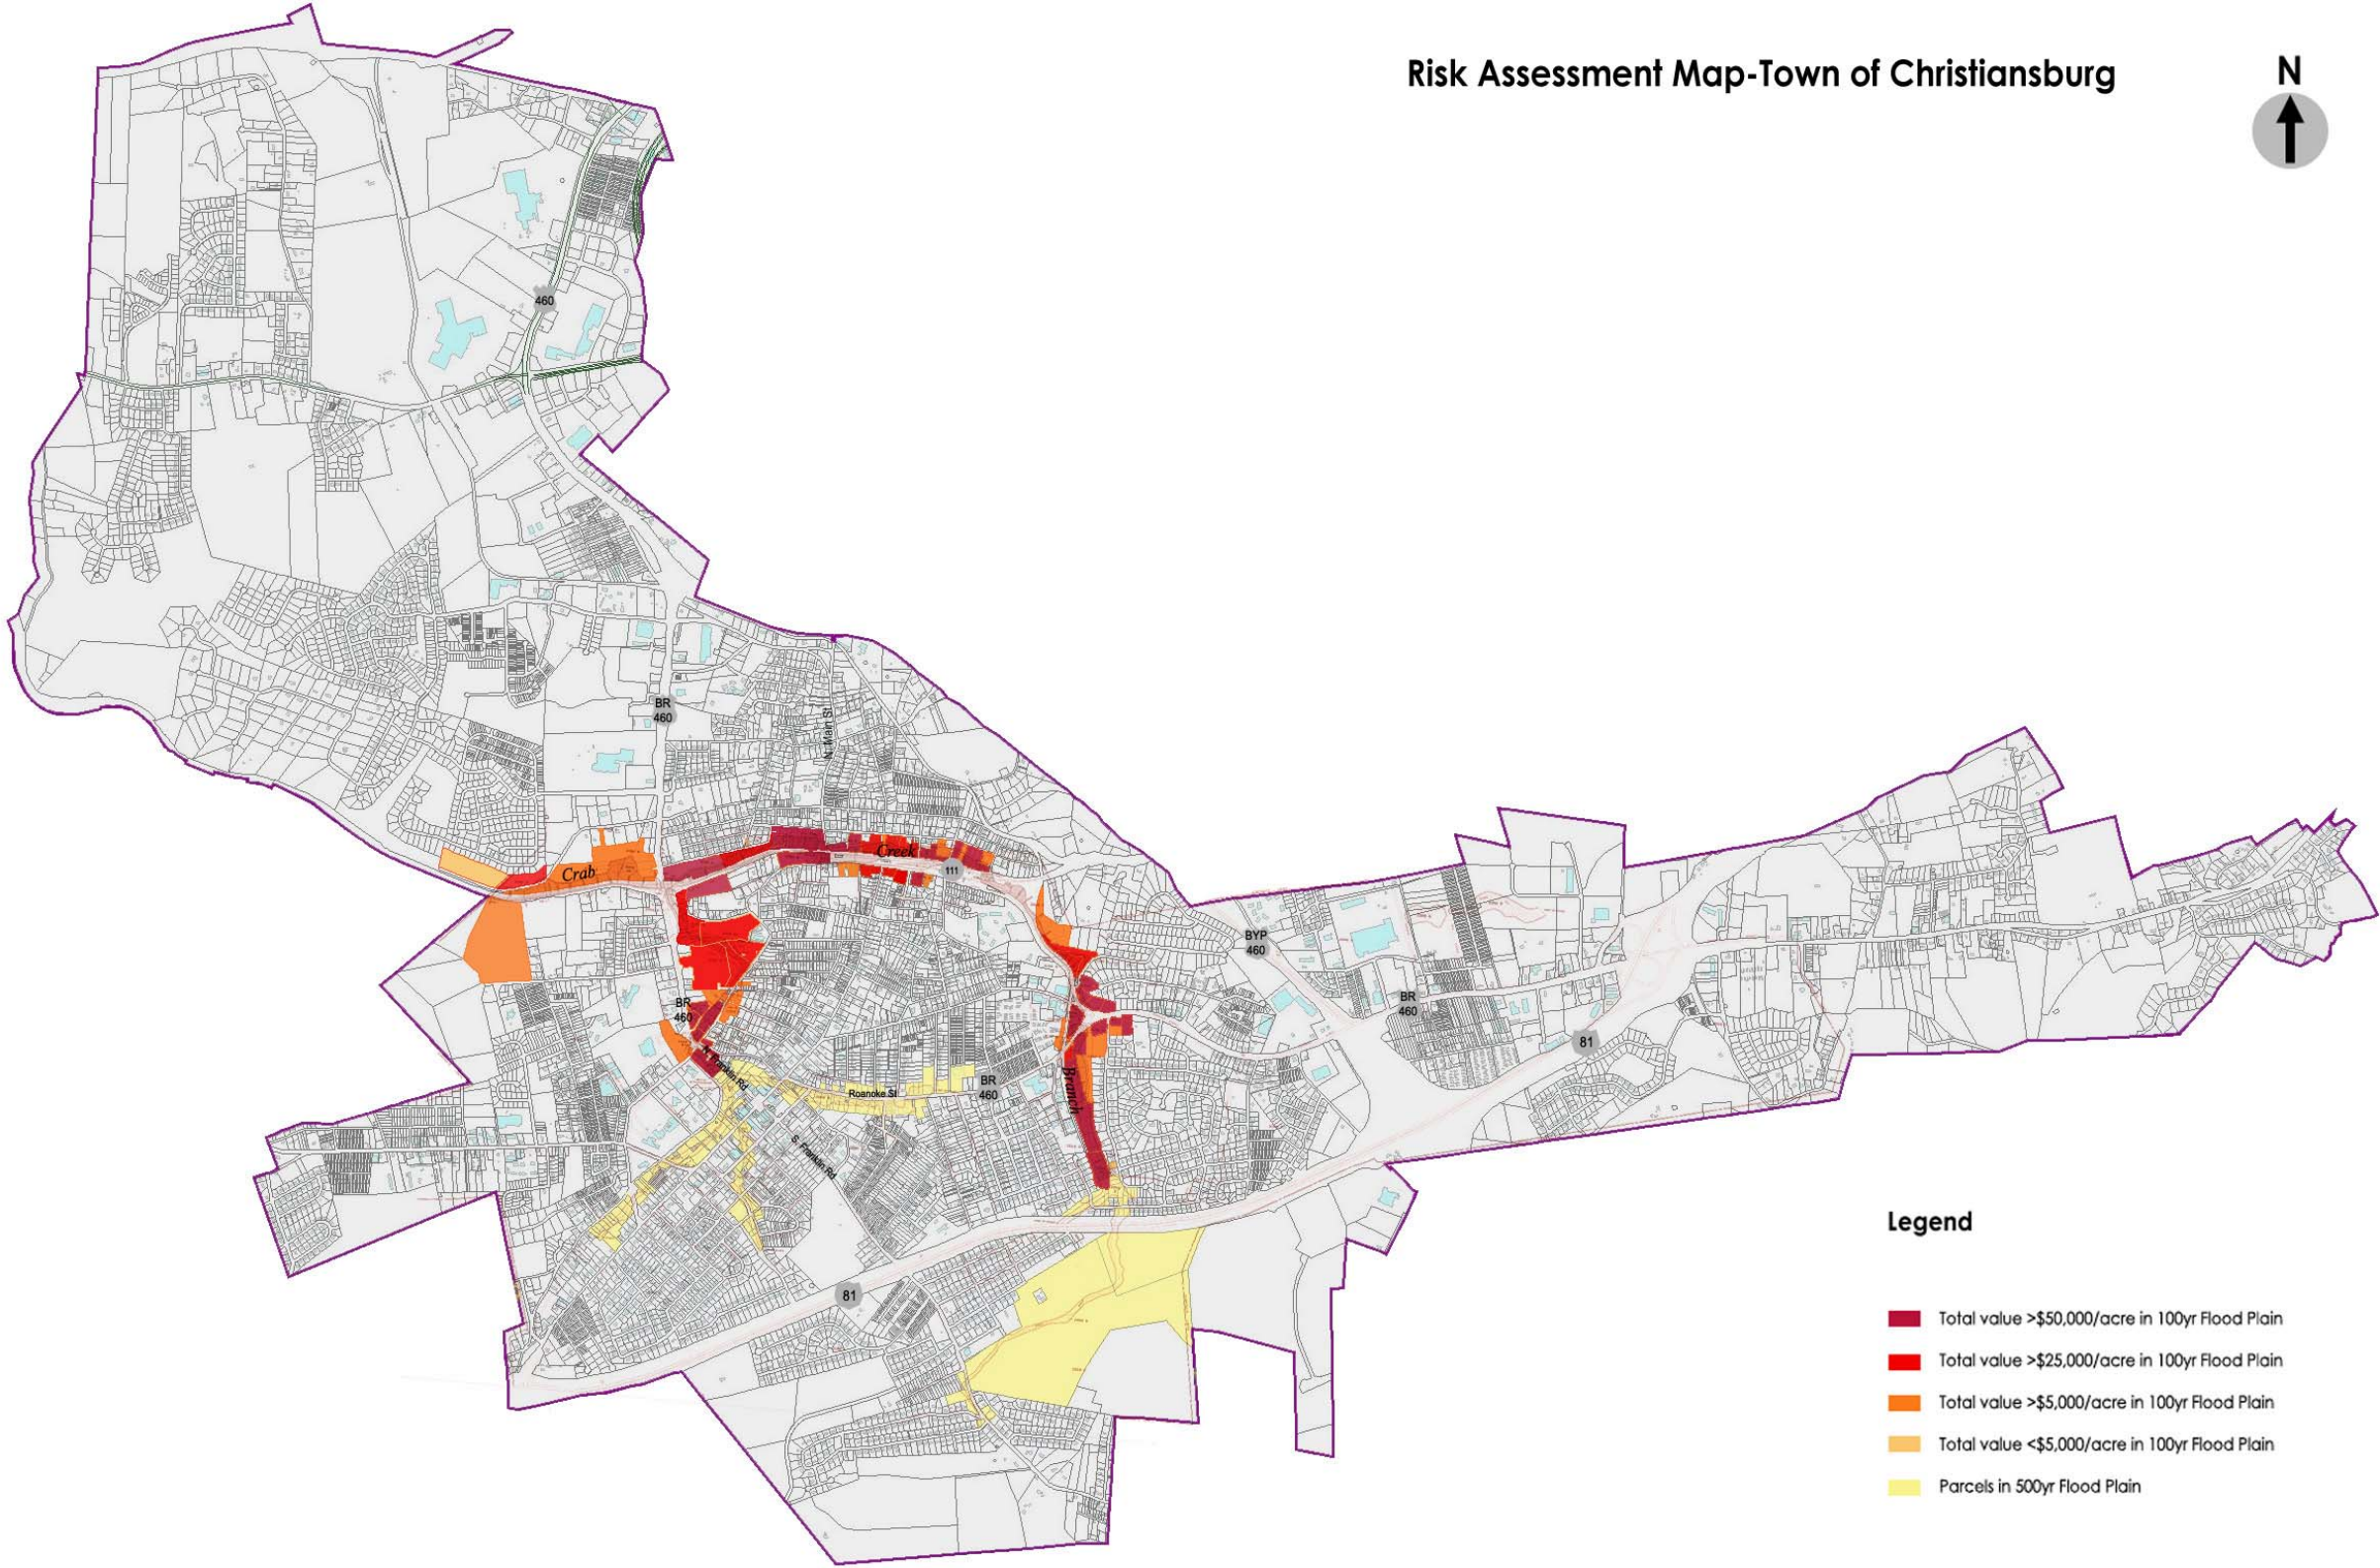 Risk Assessment Map-Town of Christiansburg
N
460
BR
460
N. Main St
Crab
Creek
111
BYP
460
BR
460
BR
460
81
N. Franklin Rd
Roanoke St
BR
460
Branch
S. Franklin Rd
81
Legend
Total value >$50,000/acre in 100yr Flood Plain
Total value >$25,000/acre in 100yr Flood Plain
Total value >$5,000/acre in 100yr Flood Plain
Total value <$5,000/acre in 100yr Flood Plain
Parcels in 500yr Flood Plain